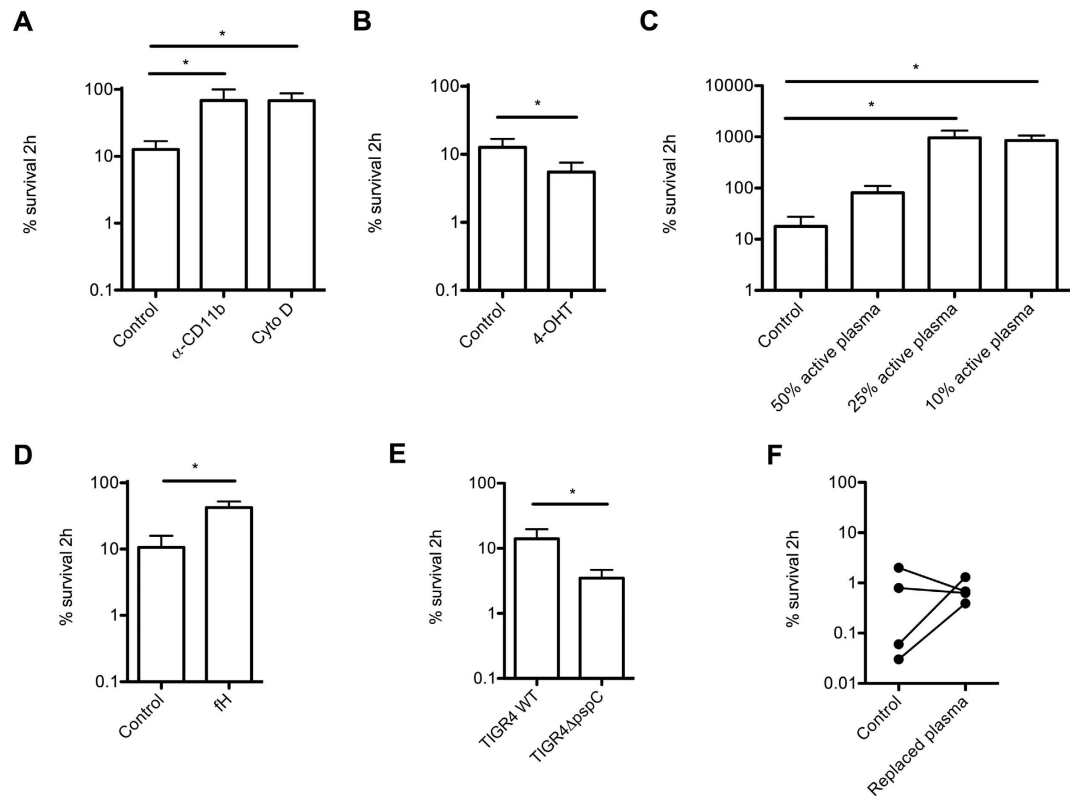 A
*
*
100
10
1
0.1
% survival 2h
Control
α-CD11b
Cyto D
B
*
100
10
1
0.1
% survival 2h
Control
4-OHT
C
*
*
10000
1000
100
10
1
% survival 2h
Control
50% active plasma
25% active plasma
10% active plasma
D
*
100
10
1
0.1
% survival 2h
Control
fH
E
*
100
10
1
0.1
% survival 2h
TIGR4 WT
TIGR4ΔpspC
F
100
10
1
0.1
0.01
% survival 2h
Control
Replaced plasma